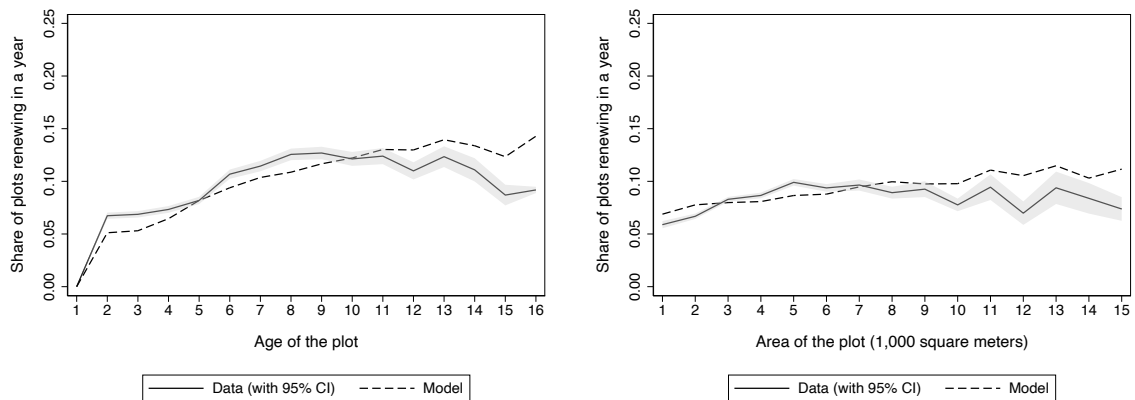 Share of plots renewing in a year
0.25
0.20
0.15
0.10
0.05
0.00
1 2 3 4 5 6 7 8 9 10 11 12 13 14 15 16
Age of the plot
Data (with 95% CI) Model
Share of plots renewing in a year
0.25
0.20
0.15
0.10
0.05
0.00
1 2 3 4 5 6 7 8 9 10 11 12 13 14 15
Area of the plot (1,000 square meters)
Data (with 95% CI) Model